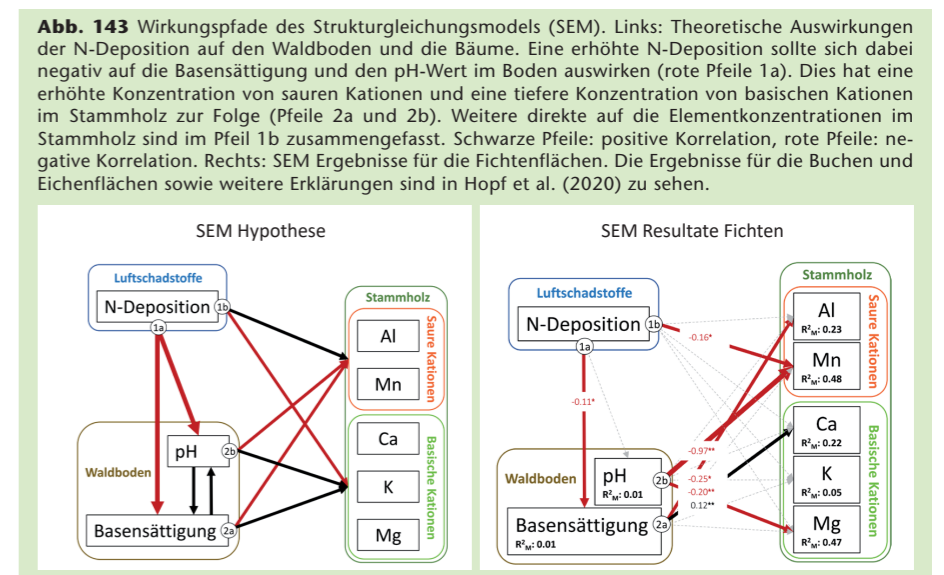 Abb. 143 Wirkungspfade des Strukturgleichungsmodels (SEM). Links: Theoretische Auswirkungen
der N-Deposition auf den Waldboden und die Bäume. Eine erhöhte N-Deposition sollte sich dabei
negativ auf die Basensättigung und den pH-Wert im Boden auswirken (rote Pfeile 1a). Dies hat eine
erhöhte Konzentration von sauren Kationen und eine tiefere Konzentration von basischen Kationen
im Stammholz zur Folge (Pfeile 2a und 2b). Weitere direkte auf die Elementkonzentrationen im
Stammholz sind im Pfeil 1b zusammengefasst. Schwarze Pfeile: positive Korrelation, rote Pfeile: ne-
gative Korrelation. Rechts: SEM Ergebnisse für die Fichtenflächen. Die Ergebnisse für die Buchen und
Eichenflächen sowie weitere Erklärungen sind in Hopf et al. (2020) zu sehen.
SEM Hypothese
Luftschadstoffe
N-Deposition
1b
1a
Waldboden
pH
2b
Basensättigung
2a
Stammholz
Saure Kationen
Al
Mn
Basische Kationen
Ca
K
Mg
SEM Resultate Fichten
Luftschadstoffe
N-Deposition
1b
1a
-0.16*
-0.11*
Waldboden
pH
R²M: 0.01
2b
Basensättigung
R²M: 0.01
2a
-0.97**
-0.25*
-0.20**
0.12**
Stammholz
Saure Kationen
Al
R²M: 0.23
Mn
R²M: 0.48
Basische Kationen
Ca
R²M: 0.22
K
R²M: 0.05
Mg
R²M: 0.47